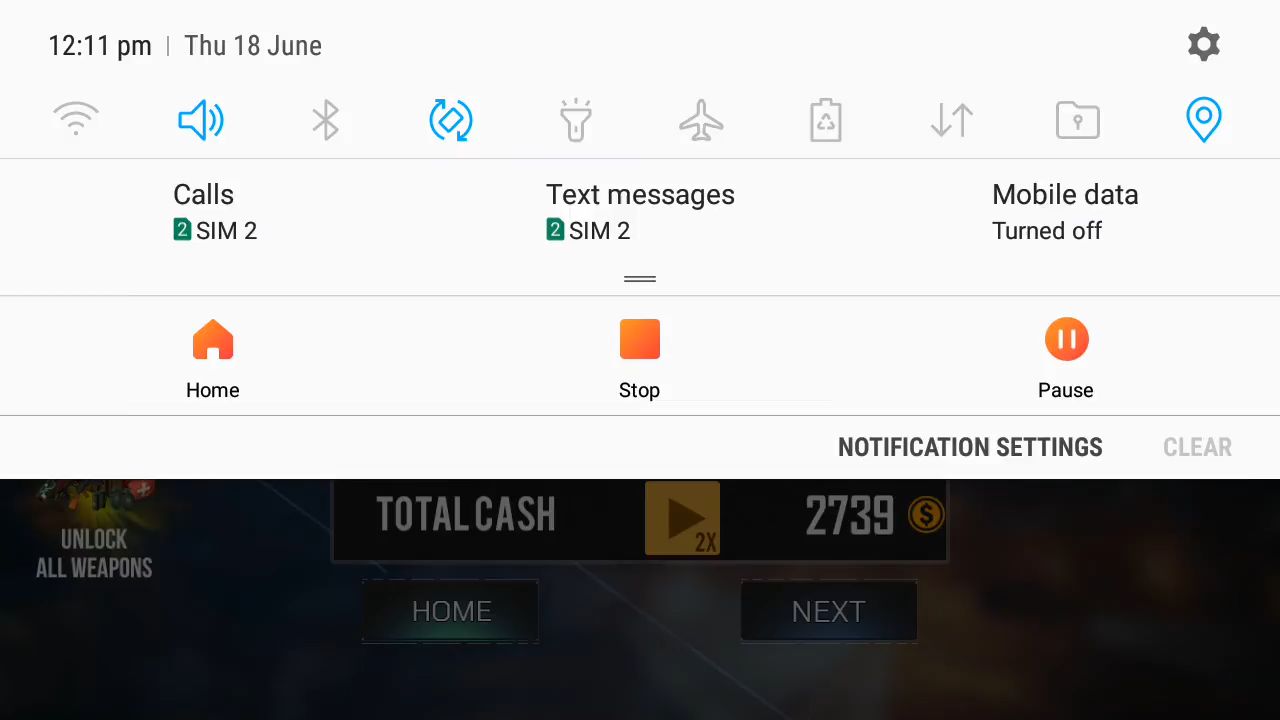 12:11 pm | Thu 18 June
Calls
2 SIM 2
Text messages
2 SIM 2
Mobile data
Turned off
Home
Stop
Pause
NOTIFICATION SETTINGS
CLEAR
UNLOCK
ALL WEAPONS
TOTAL CASH
2X
2739
$
HOME
NEXT